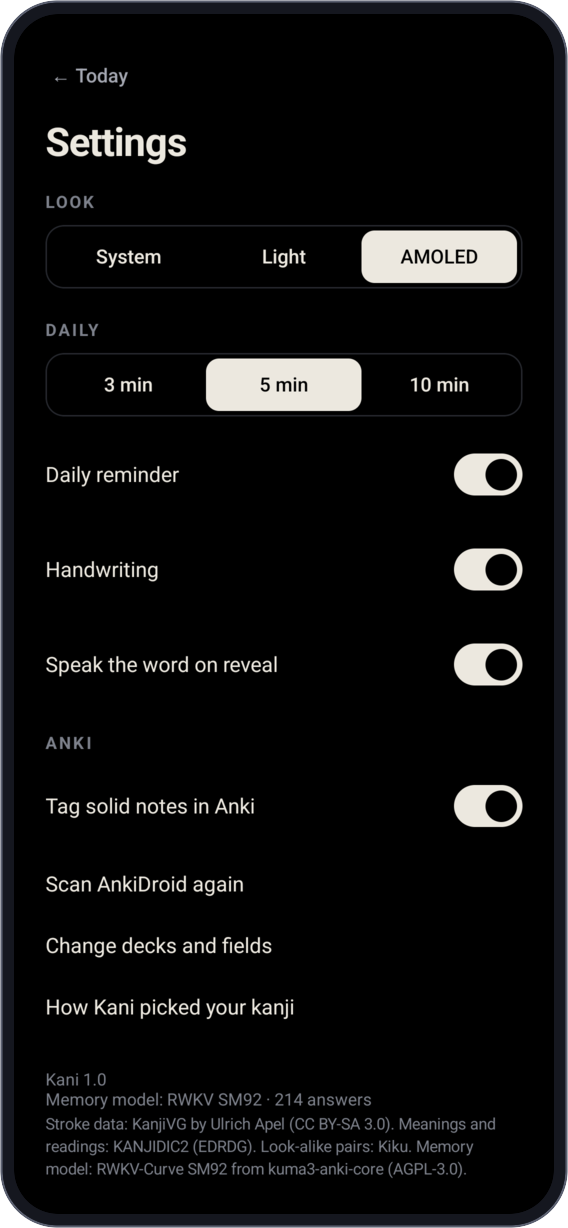 ← Today
Settings
LOOK
System Light AMOLED
DAILY
3 min 5 min 10 min
Daily reminder
Handwriting
Speak the word on reveal
ANKI
Tag solid notes in Anki
Scan AnkiDroid again
Change decks and fields
How Kani picked your kanji
Kani 1.0
Memory model: RWKV SM92 · 214 answers
Stroke data: KanjiVG by Ulrich Apel (CC BY-SA 3.0). Meanings and
readings: KANJIDIC2 (EDRDG). Look-alike pairs: Kiku. Memory
model: RWKV-Curve SM92 from kuma3-anki-core (AGPL-3.0).